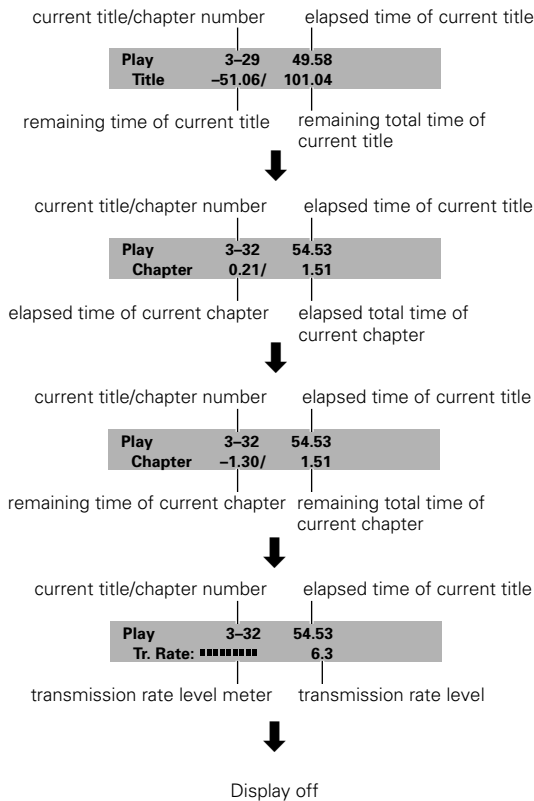 current title/chapter number elapsed time of current title
Play 3–29 49.58
Title –51.06/ 101.04
remaining time of current title remaining total time of
current title
current title/chapter number elapsed time of current title
Play 3–32 54.53
Chapter 0.21/ 1.51
elapsed time of current chapter elapsed total time of
current chapter
current title/chapter number elapsed time of current title
Play 3–32 54.53
Chapter –1.30/ 1.51
remaining time of current chapter remaining total time of
current chapter
current title/chapter number elapsed time of current title
Play 3–32 54.53
Tr. Rate: 6.3
transmission rate level meter transmission rate level
Display off